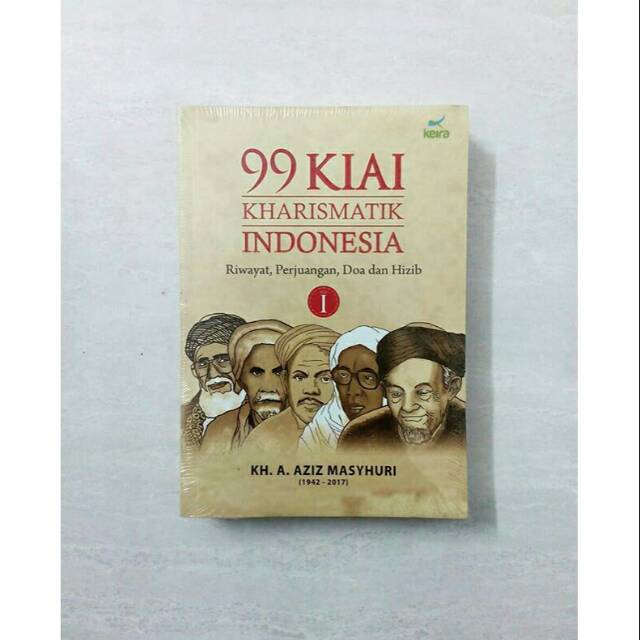 keira
99 KIAI
KHARISMATIK
INDONESIA
Riwayat, Perjuangan, Doa dan Hizib
I
KH. A. AZIZ MASYHURI
(1942 - 2017)